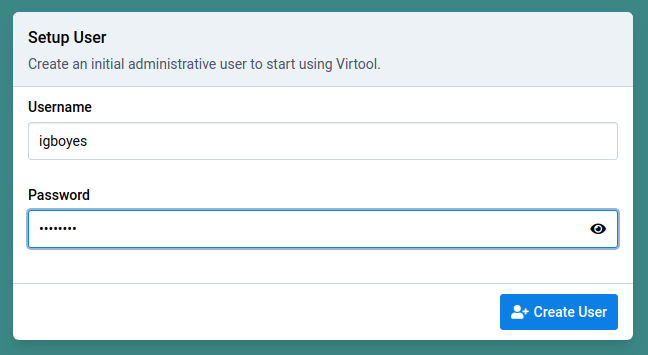 Setup User
Create an initial administrative user to start using Virtool.
Username
igboyes
Password
••••••••
Create User